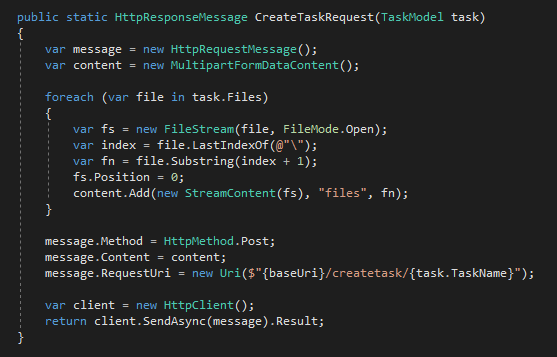 public static HttpResponseMessage CreateTaskRequest(TaskModel task)
{
var message = new HttpRequestMessage();
var content = new MultipartFormDataContent();
foreach (var file in task.Files)
{
var fs = new FileStream(file, FileMode.Open);
var index = file.LastIndexOf(@"\");
var fn = file.Substring(index + 1);
fs.Position = 0;
content.Add(new StreamContent(fs), "files", fn);
}
message.Method = HttpMethod.Post;
message.Content = content;
message.RequestUri = new Uri($"{baseUri}/createtask/{task.TaskName}");
var client = new HttpClient();
return client.SendAsync(message).Result;
}